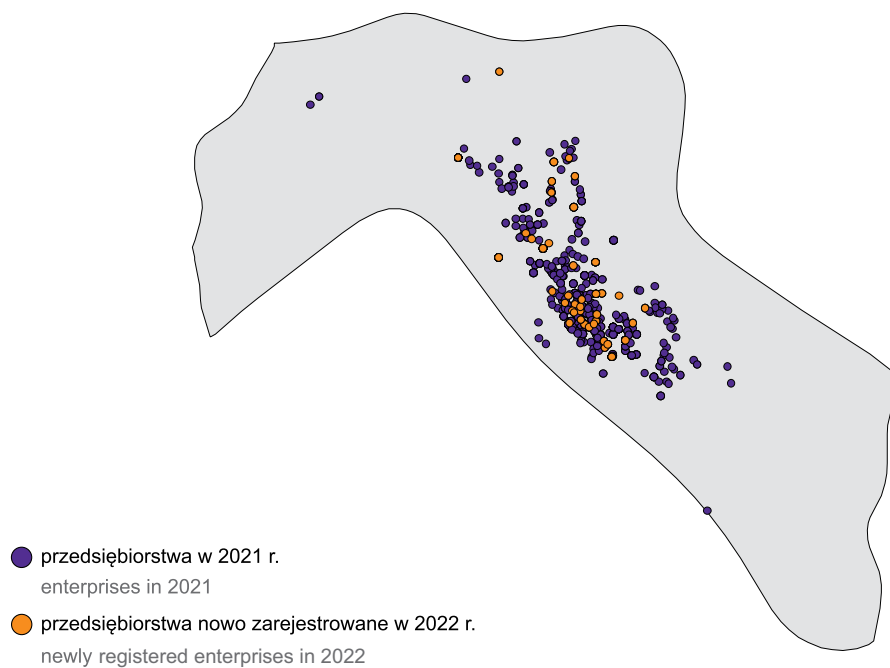 przedsiębiorstwa w 2021 r.
enterprises in 2021
przedsiębiorstwa nowo zarejestrowane w 2022 r.
newly registered enterprises in 2022